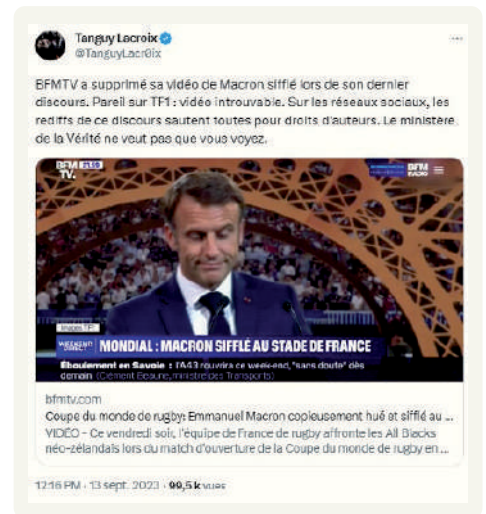 Tanguy Lacroix
@TanguyLacr0ix
BFMTV a supprimé sa vidéo de Macron sifflé lors de son dernier
discours. Pareil sur TF1 : vidéo introuvable. Sur les réseaux sociaux, les
rediffs de ce discours sautent toutes pour droits d'auteurs. Le ministère
de la Vérité ne veut pas que vous voyez.
BFM
TV.
BFM
RADIO
Images TF1
WEEKEND
DIRECT
MONDIAL : MACRON SIFFLÉ AU STADE DE FRANCE
Éboulement en Savoie : l'A43 rouvrira ce week-end, "sans doute" dès
demain (Clément Beaune, ministre des Transports)
bfmtv.com
Coupe du monde de rugby: Emmanuel Macron copieusement hué et sifflé au ...
VIDÉO - Ce vendredi soir, l'équipe de France de rugby affronte les All Blacks
néo-zélandais lors du match d'ouverture de la Coupe du monde de rugby en ...
12:16 PM · 13 sept. 2023 · 99,5 k vues